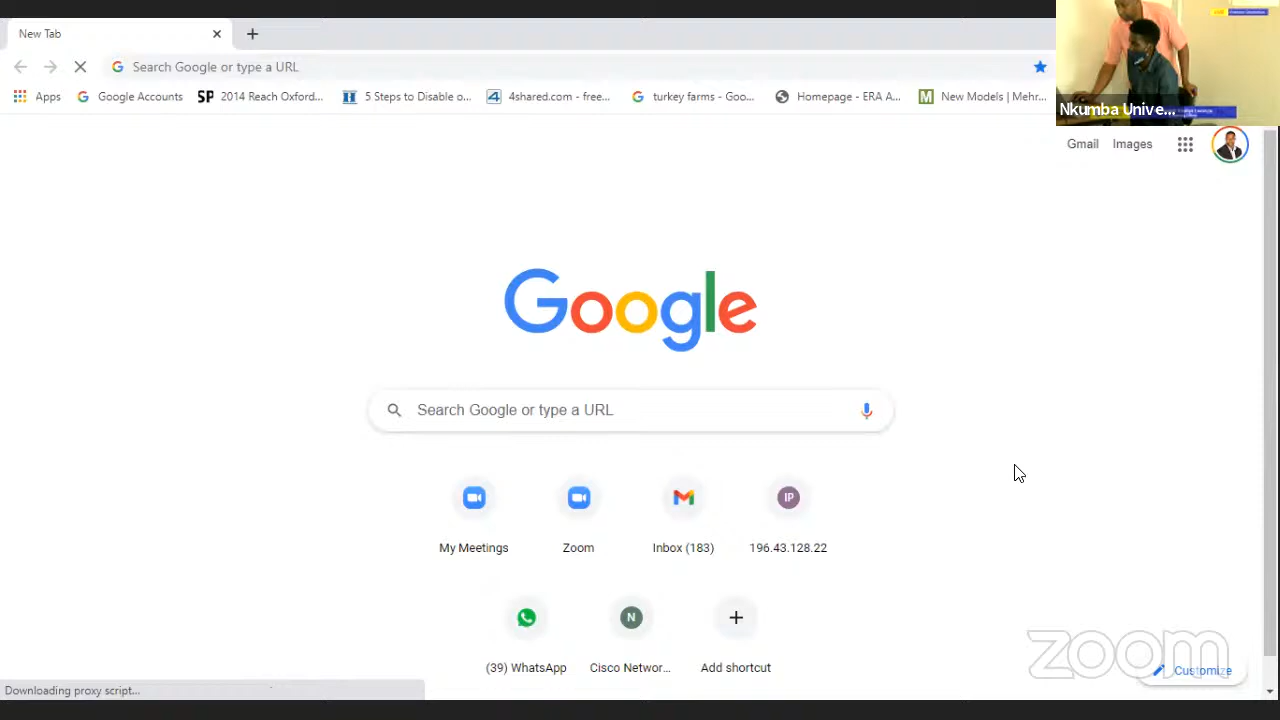 New Tab
Search Google or type a URL
Apps
Google Accounts
SP 2014 Reach Oxford...
5 Steps to Disable o...
4 4shared.com - free...
turkey farms - Goo...
Homepage - ERA A...
M New Models | Mehr...
Nkumba Unive...
Gmail
Images
Google
Search Google or type a URL
My Meetings
Zoom
Inbox (183)
IP
196.43.128.22
(39) WhatsApp
N
Cisco Networ...
Add shortcut
zoom
Customize
Downloading proxy script...